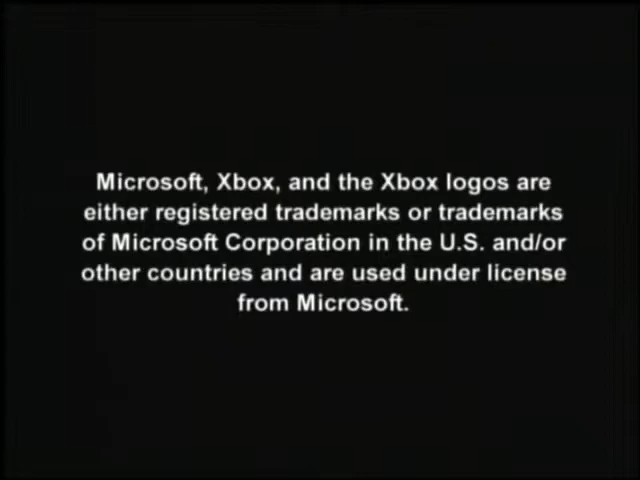 Microsoft, Xbox, and the Xbox logos are
either registered trademarks or trademarks
of Microsoft Corporation in the U.S. and/or
other countries and are used under license
from Microsoft.